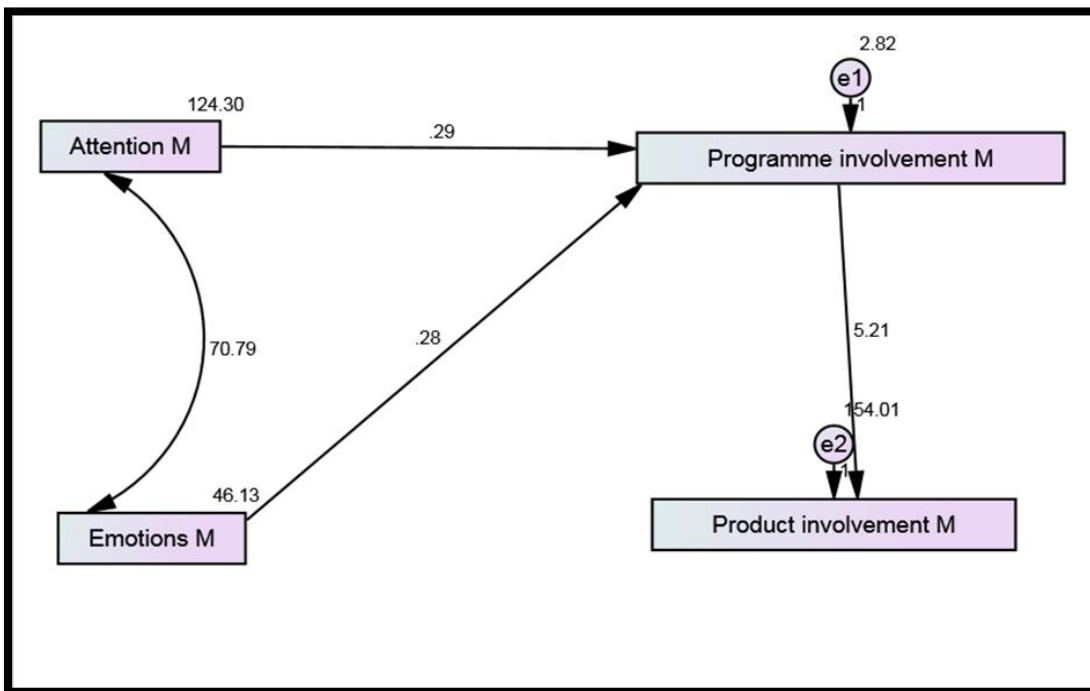 2.82
e1
1
124.30
Attention M
.29
Programme involvement M
.28
5.21
70.79
154.01
e2
1
46.13
Emotions M
Product involvement M